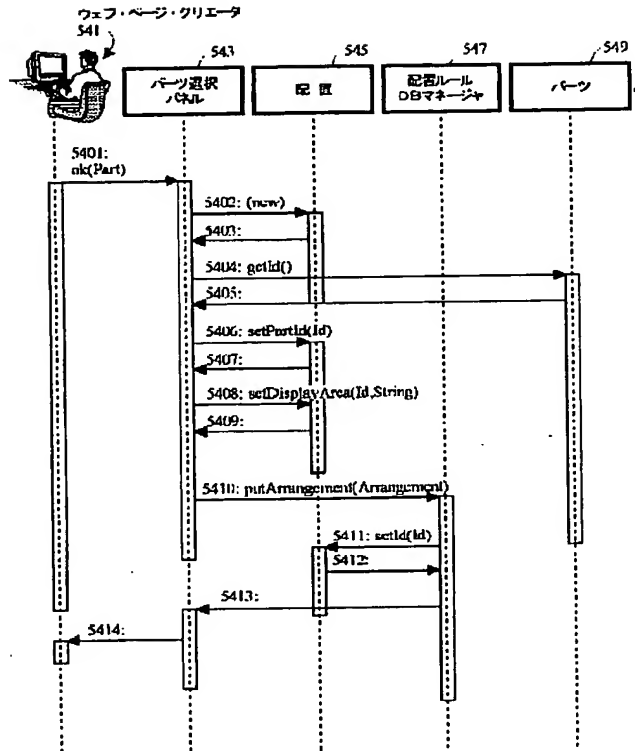 ウェブ・ページ・クリエータ
541
543
545
547
549
パーツ選択
パネル
配置
配置ルール
DBマネージャ
パーツ
5401:
ok(Part)
5402: (new)
5403:
5404: getId()
5405:
5406: setPartId(Id)
5407:
5408: setDisplayArea(Id,String)
5409:
5410: putArrangement(Arrangement)
5411: setId(Id)
5412:
5413:
5414: